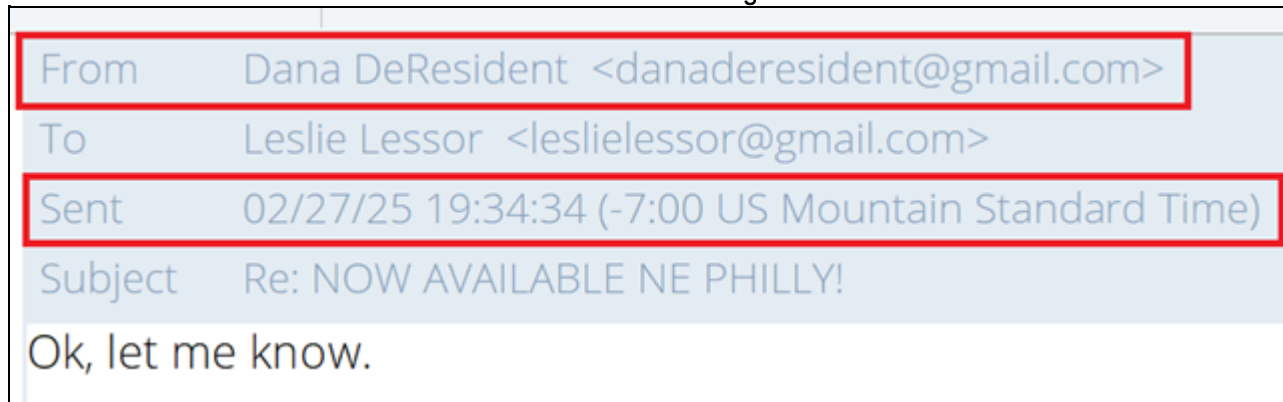 From Dana DeResident <danaderesident@gmail.com>
To Leslie Lessor <leslielessor@gmail.com>
Sent 02/27/25 19:34:34 (-7:00 US Mountain Standard Time)
Subject Re: NOW AVAILABLE NE PHILLY!
Ok, let me know.